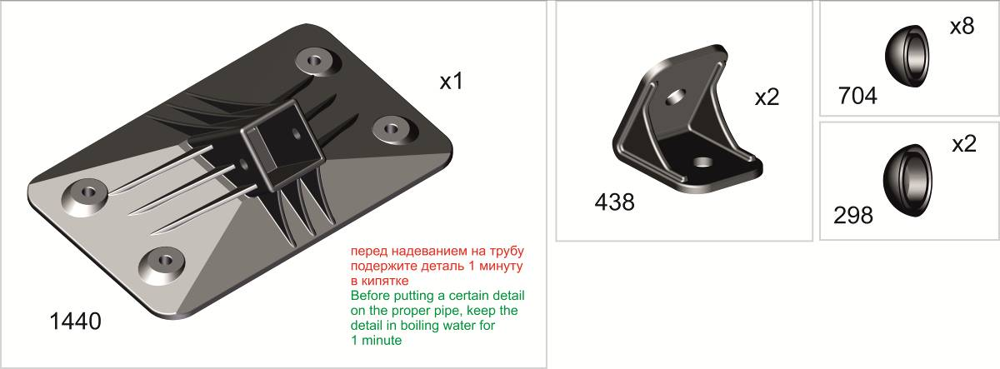 x1
1440
перед надеванием на трубу
подержите деталь 1 минуту
в кипятке
Before putting a certain detail
on the proper pipe, keep the
detail in boiling water for
1 minute
x2
438
x8
704
x2
298